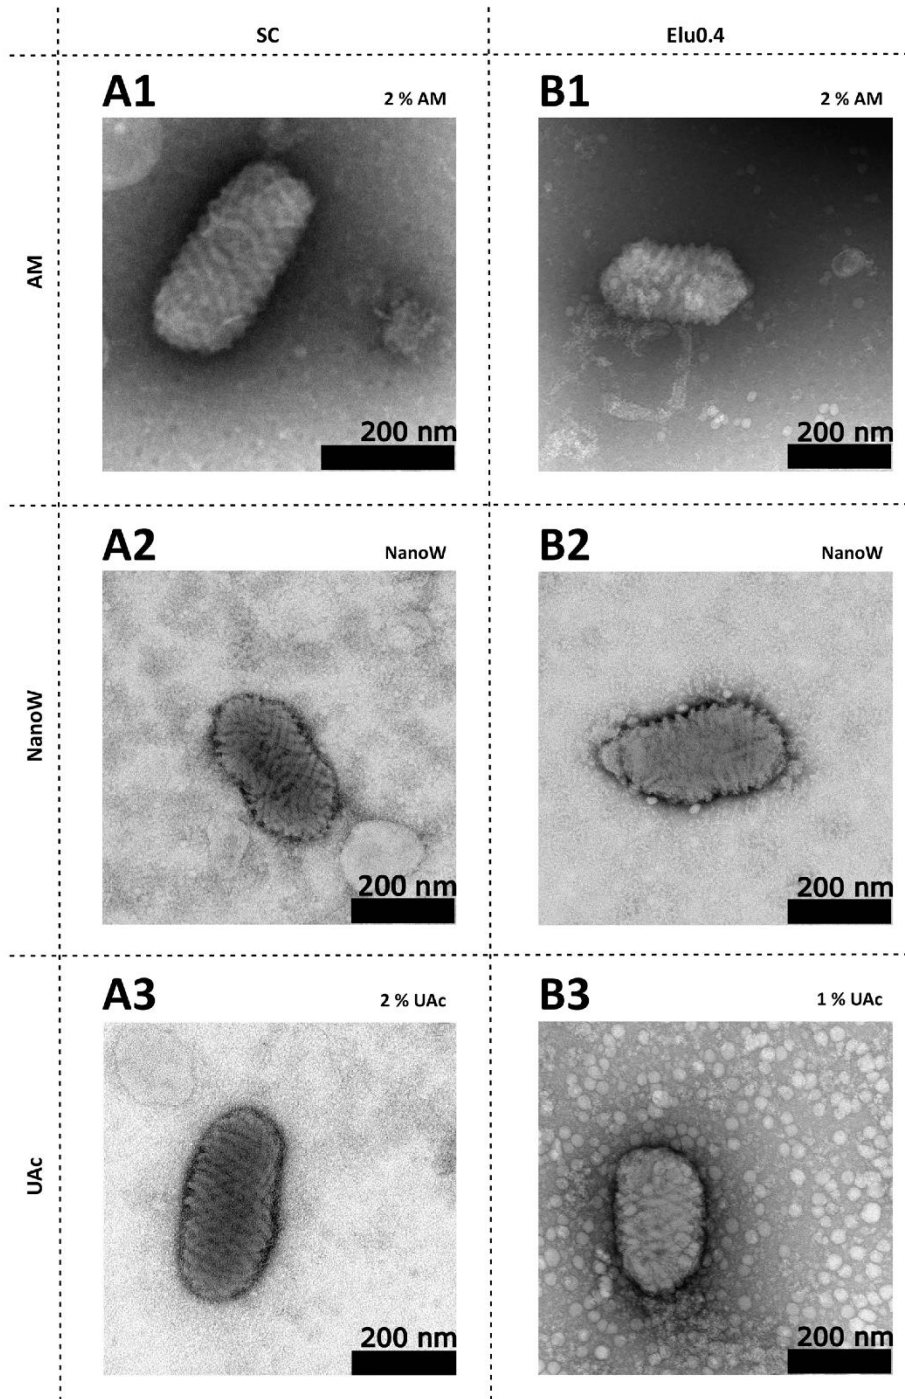 SC Elu0.4
A1 2 % AM B1 2 % AM
AM
200 nm 200 nm
A2 NanoW B2 NanoW
NanoW
200 nm 200 nm
A3 2 % UAc B3 1 % UAc
UAc
200 nm 200 nm